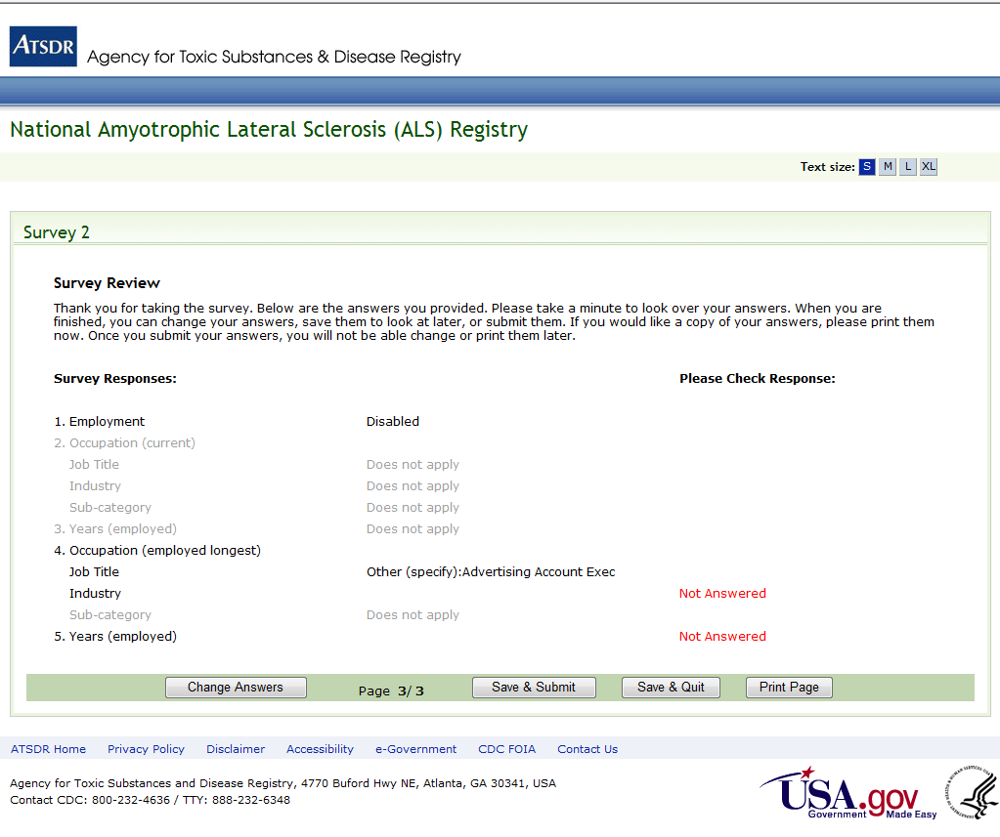 ATSDR Agency for Toxic Substances & Disease Registry
National Amyotrophic Lateral Sclerosis (ALS) Registry
Text size: S M L XL
Survey 2
Survey Review
Thank you for taking the survey. Below are the answers you provided. Please take a minute to look over your answers. When you are
finished, you can change your answers, save them to look at later, or submit them. If you would like a copy of your answers, please print them
now. Once you submit your answers, you will not be able change or print them later.
Survey Responses: Please Check Response:
1. Employment Disabled
2. Occupation (current)
Job Title Does not apply
Industry Does not apply
Sub-category Does not apply
3. Years (employed) Does not apply
4. Occupation (employed longest)
Job Title Other (specify):Advertising Account Exec
Industry Not Answered
Sub-category Does not apply
5. Years (employed) Not Answered
Change Answers Page 3/ 3 Save & Submit Save & Quit Print Page
ATSDR Home Privacy Policy Disclaimer Accessibility e-Government CDC FOIA Contact Us
Agency for Toxic Substances and Disease Registry, 4770 Buford Hwy NE, Atlanta, GA 30341, USA
Contact CDC: 800-232-4636 / TTY: 888-232-6348
USA.gov
Government Made Easy